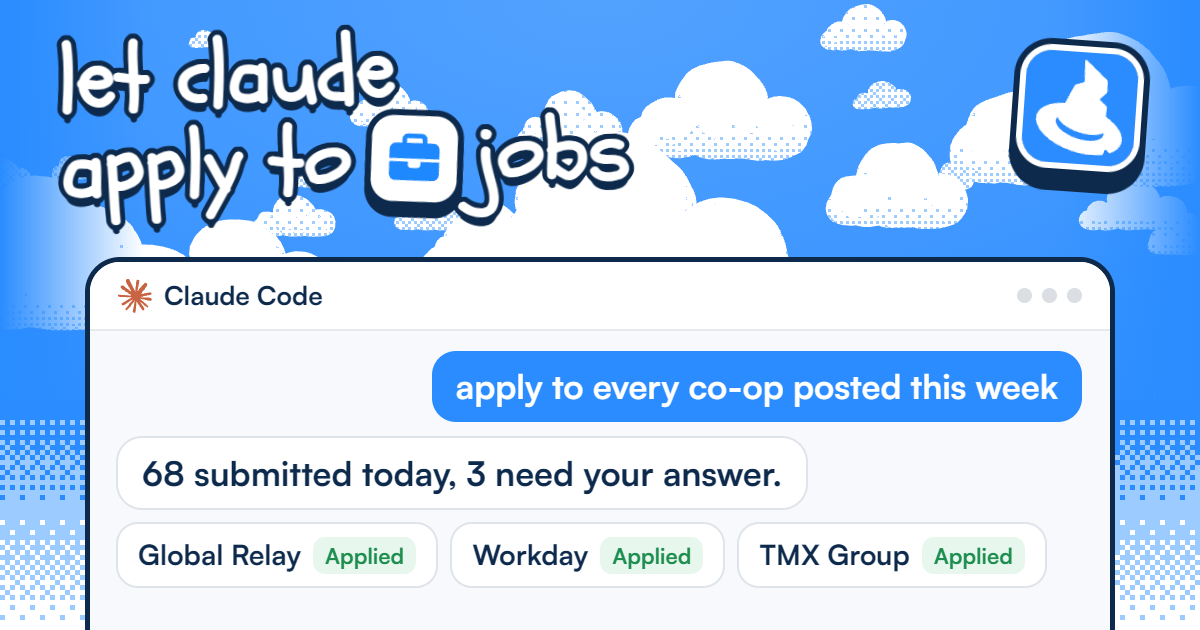 let claude
apply to jobs
Claude Code
apply to every co-op posted this week
68 submitted today, 3 need your answer.
Global Relay Applied Workday Applied TMX Group Applied